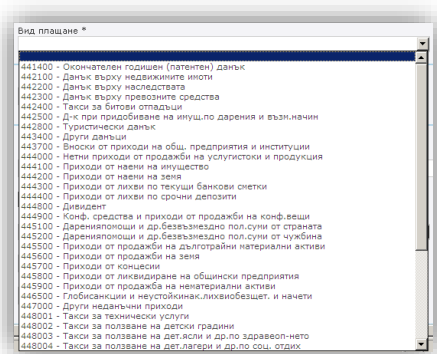 Вид плащане *
441400 - Окончателен годишен (патентен) данък
442100 - Данък върху недвижимите имоти
442200 - Данък върху наследствата
442300 - Данък върху превозните средства
442400 - Такси за битови отпадъци
442500 - Д-к при придобиване на имущ.по дарения и възм.начин
442800 - Туристически данък
443400 - Други данъци
443700 - Вноски от приходи на общ. предприятия и институции
444000 - Нетни приходи от продажби на услугистоки и продукция
444100 - Приходи от наеми на имущество
444200 - Приходи от наеми на земя
444300 - Приходи от лихви по текущи банкови сметки
444400 - Приходи от лихви по срочни депозити
444800 - Дивидент
444900 - Конф. средства и приходи от продажби на конф.вещи
445100 - Дарения­помощи и др.безвъзмездно пол.суми от страната
445200 - Дарения­помощи и др.безвъзмездно пол.суми от чужбина
445500 - Приходи от продажби на дълготрайни материални активи
445600 - Приходи от продажби на земя
445700 - Приходи от концесии
445800 - Приходи от ликвидиране на общински предприятия
445900 - Приходи от продажба на нематериални активи
446500 - Глобисанкции и неустойкинак.лихвиобезщет. и начети
447000 - Други неданъчни приходи
448001 - Такси за технически услуги
448002 - Такси за ползване на детски градини
448003 - Такси за ползване на дет.ясли и др.по здравеоп-нето
448004 - Такси за ползване на дет.лагери и др.по соц. отдих